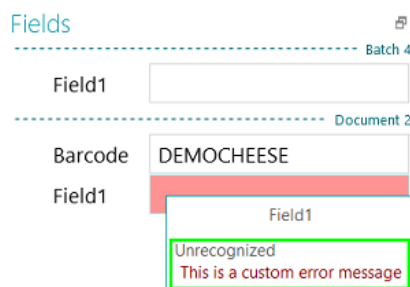 Fields
Batch 4
Field1
Document 2
Barcode DEMOCHEESE
Field1
Field1
Unrecognized
This is a custom error message